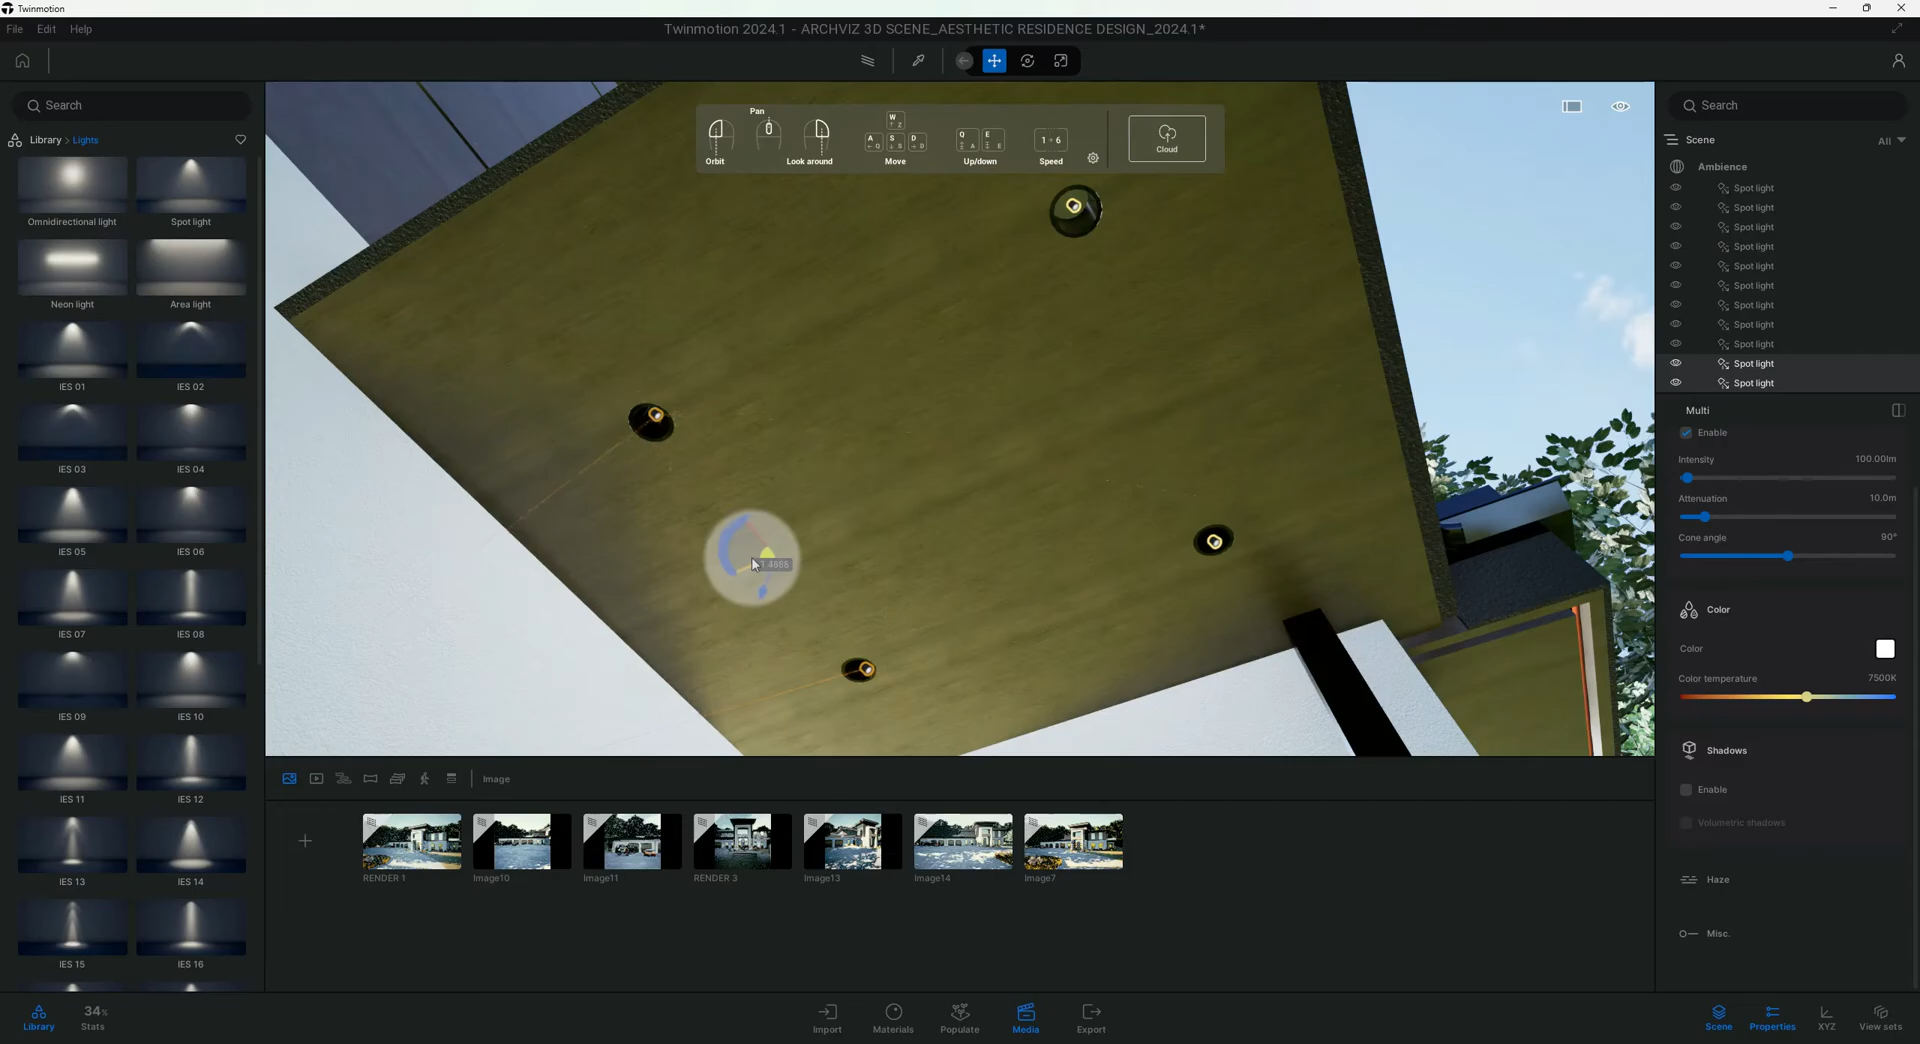 Twinmotion
File Edit Help
Twinmotion 2024.1 - ARCHVIZ 3D SCENE_AESTHETIC RESIDENCE DESIGN_2024.1*
Search
Library > Lights
Omnidirectional light
Spot light
Neon light
Area light
IES 01
IES 02
IES 03
IES 04
IES 05
IES 06
IES 07
IES 08
IES 09
IES 10
IES 11
IES 12
IES 13
IES 14
IES 15
IES 16
Pan
Orbit
Look around
W
↑ Z
A
← Q
S
↓ S
D
→ D
Move
Q
↥ A
E
↧ E
Up/down
1 - 6
Speed
Cloud
1.4888
Image
RENDER 1
Image10
Image11
RENDER 3
Image13
Image14
Image7
Search
Scene
All
Ambience
Spot light
Spot light
Spot light
Spot light
Spot light
Spot light
Spot light
Spot light
Spot light
Spot light
Spot light
Multi
Enable
Intensity 100.00lm
Attenuation 10.0m
Cone angle 90°
Color
Color
Color temperature 7500K
Shadows
Enable
Volumetric shadows
Haze
Misc.
Library
34%
Stats
Import
Materials
Populate
Media
Export
Scene
Properties
XYZ
View sets